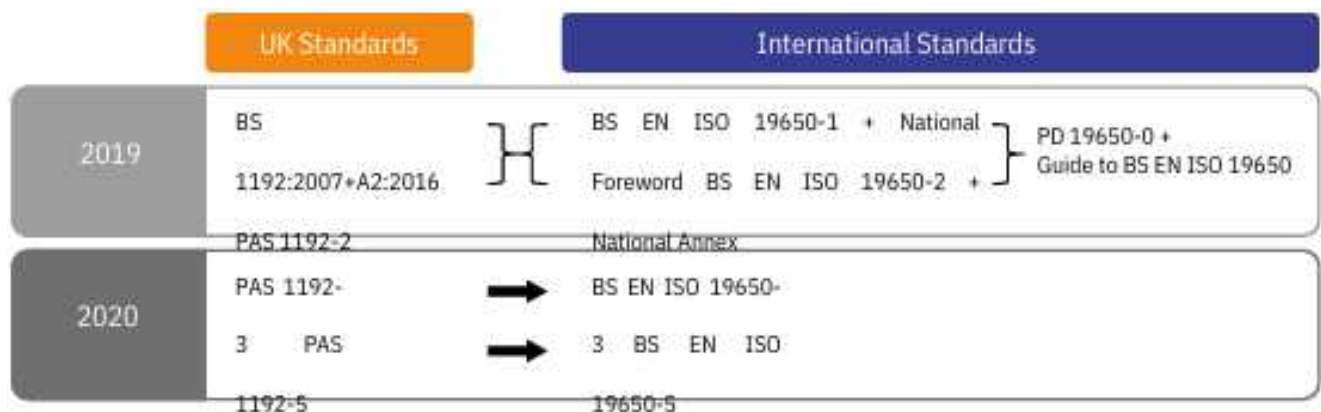 UK Standards
International Standards
2019
BS
1192:2007+A2:2016
PAS 1192-2
BS EN ISO 19650-1 + National
Foreword BS EN ISO 19650-2 +
National Annex
PD 19650-0 +
Guide to BS EN ISO 19650
2020
PAS 1192-
3 PAS
1192-5
BS EN ISO 19650-
3 BS EN ISO
19650-5